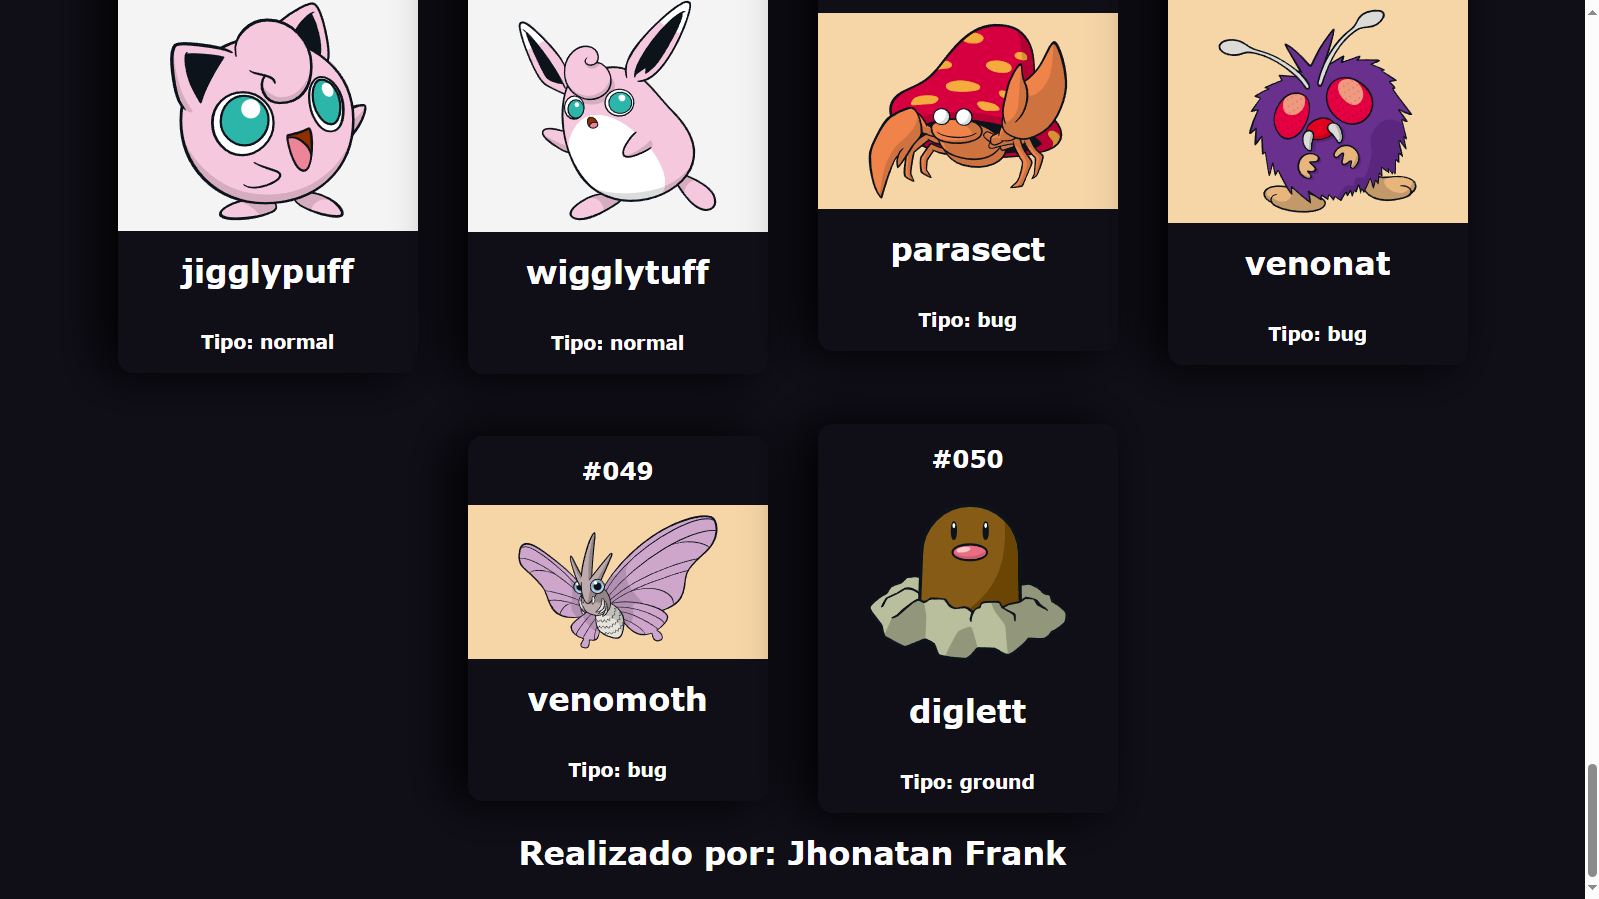 jigglypuff
Tipo: normal
wigglytuff
Tipo: normal
parasect
Tipo: bug
venonat
Tipo: bug
#049
venomoth
Tipo: bug
#050
diglett
Tipo: ground
Realizado por: Jhonatan Frank